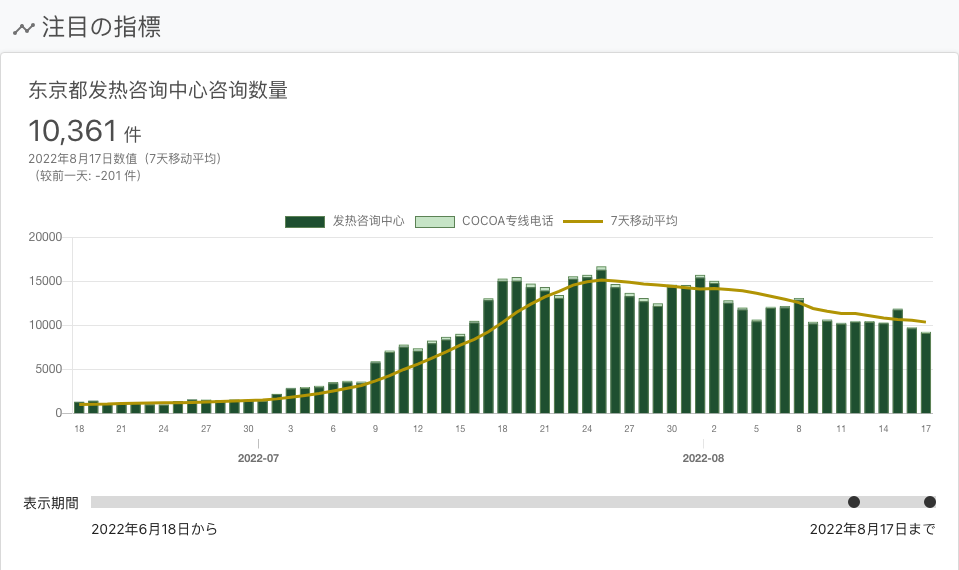 注目の指標
东京都发热咨询中心咨询数量
10,361 件
2022年8月17日数值（7天移动平均）
（较前一天: -201 件）
发热咨询中心 COCOA专线电话 7天移动平均
20000
15000
10000
5000
0
18 21 24 27 30 3 6 9 12 15 18 21 24 27 30 2 5 8 11 14 17
2022-07 2022-08
表示期間
2022年6月18日から 2022年8月17日まで